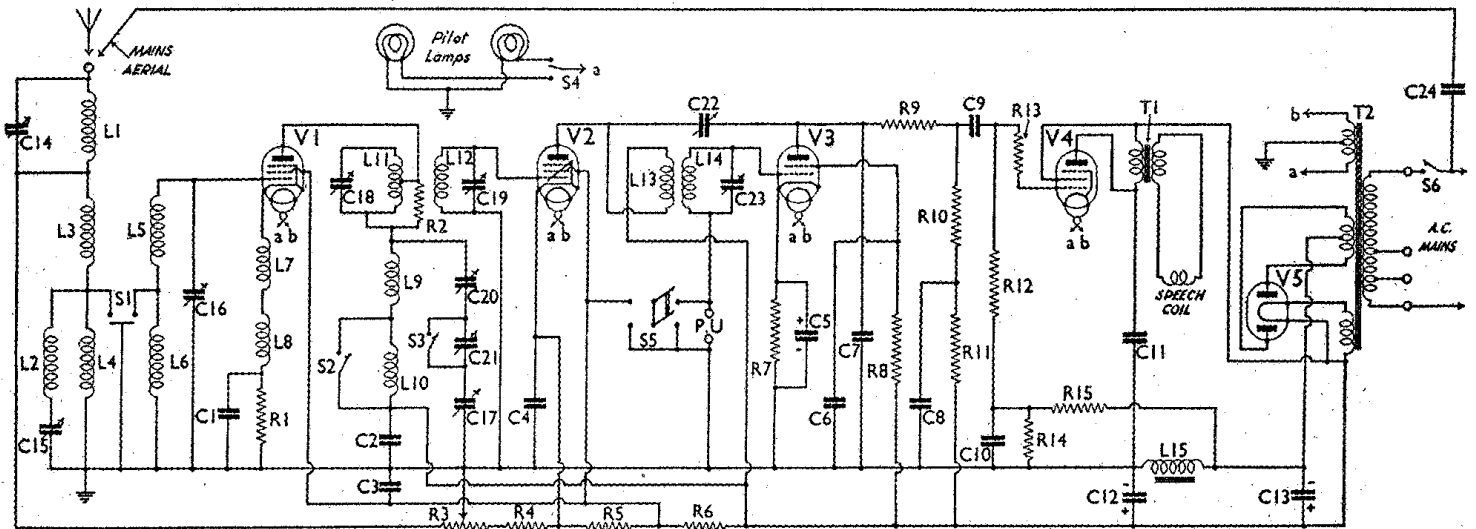 MAINS
AERIAL
Pilot
Lamps
S4
a
C24
b
T2
a
S6
A.C.
MAINS
C14
L1
V1
L11
C18
R2
L12
C19
V2
C22
L13
L14
C23
V3
R9
C9
R13
V4
T1
a b
a b
a b
a b
L3
L5
L7
C16
S1
L2
L4
L6
L8
C15
C1
R1
L9
C20
S2
S3
C21
L10
C17
C2
C3
C4
S5
P.U
R7
C5
+
-
C7
C6
R8
R10
R11
C8
R12
SPEECH
COIL
C11
R15
R14
C10
L15
V5
C12
-
+
C13
-
+
R3
R4
R5
R6